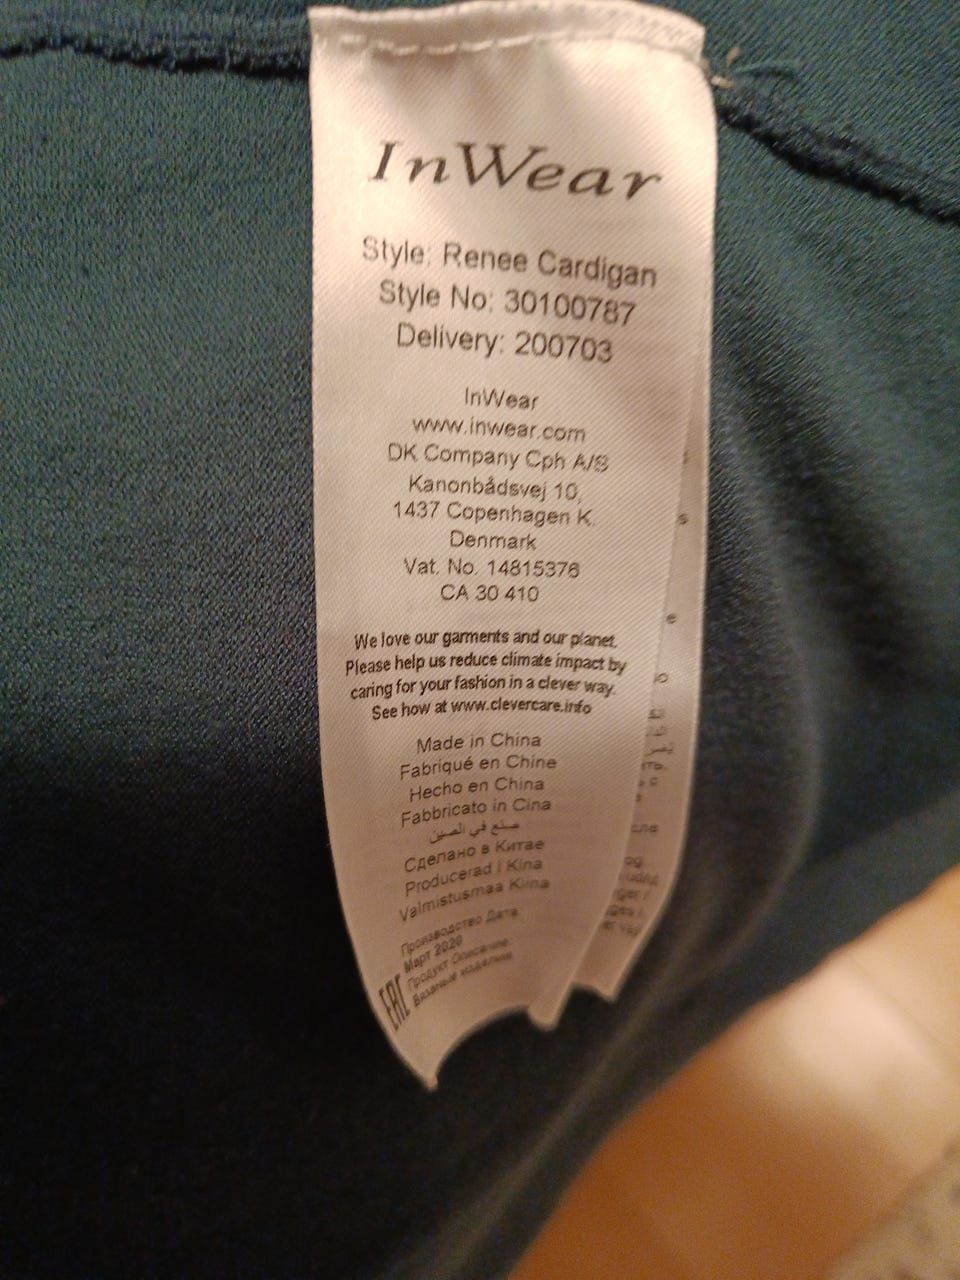 InWear
Style: Renee Cardigan
Style No: 30100787
Delivery: 200703
InWear
www.inwear.com
DK Company Cph A/S
Kanonbådsvej 10,
1437 Copenhagen K.
Denmark
Vat. No. 14815376
CA 30 410
We love our garments and our planet.
Please help us reduce climate impact by
caring for your fashion in a clever way.
See how at www.clevercare.info
Made in China
Fabriqué en Chine
Hecho en China
Fabbricato in Cina
صنع في الصين
Сделано в Китае
Producerad i Kina
Valmistusmaa Kiina
Производство Дата
Март 2020
Продукт Описание
Вязаные изделия
EAC